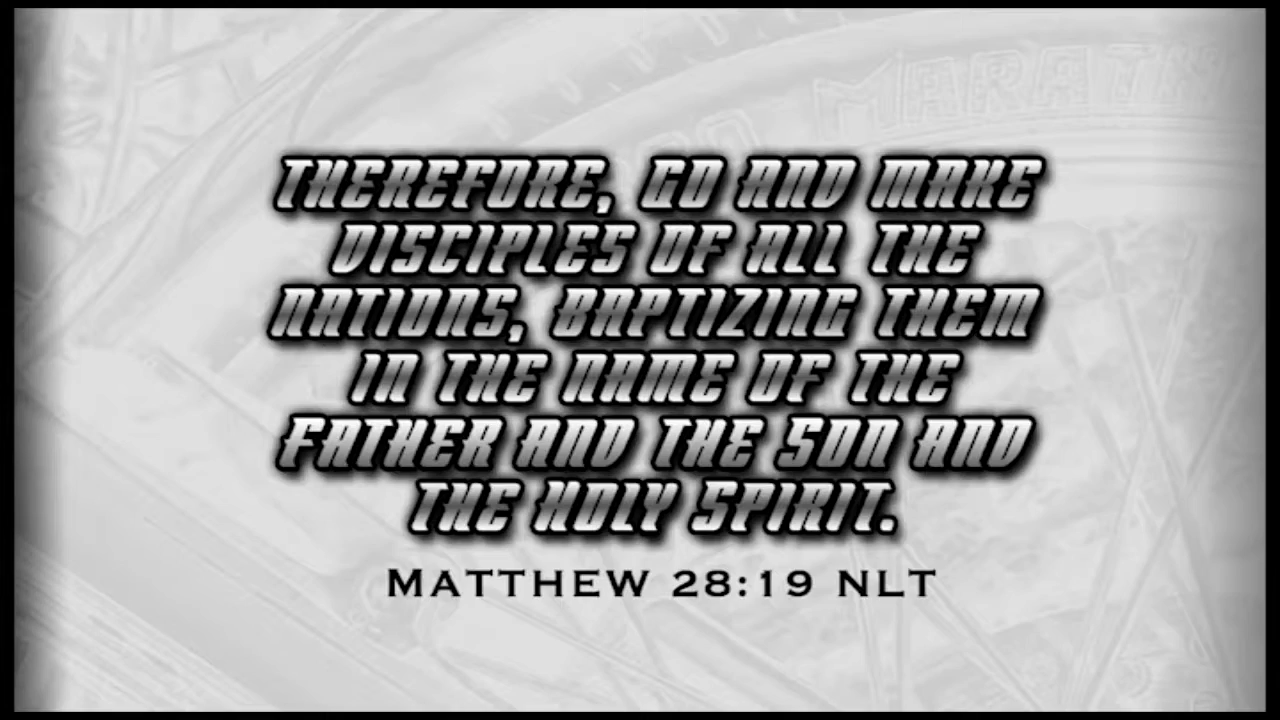 MARATH
THEREFORE, GO AND MAKE
DISCIPLES OF ALL THE
NATIONS, BAPTIZING THEM
IN THE NAME OF THE
FATHER AND THE SON AND
THE HOLY SPIRIT.
MATTHEW 28:19 NLT